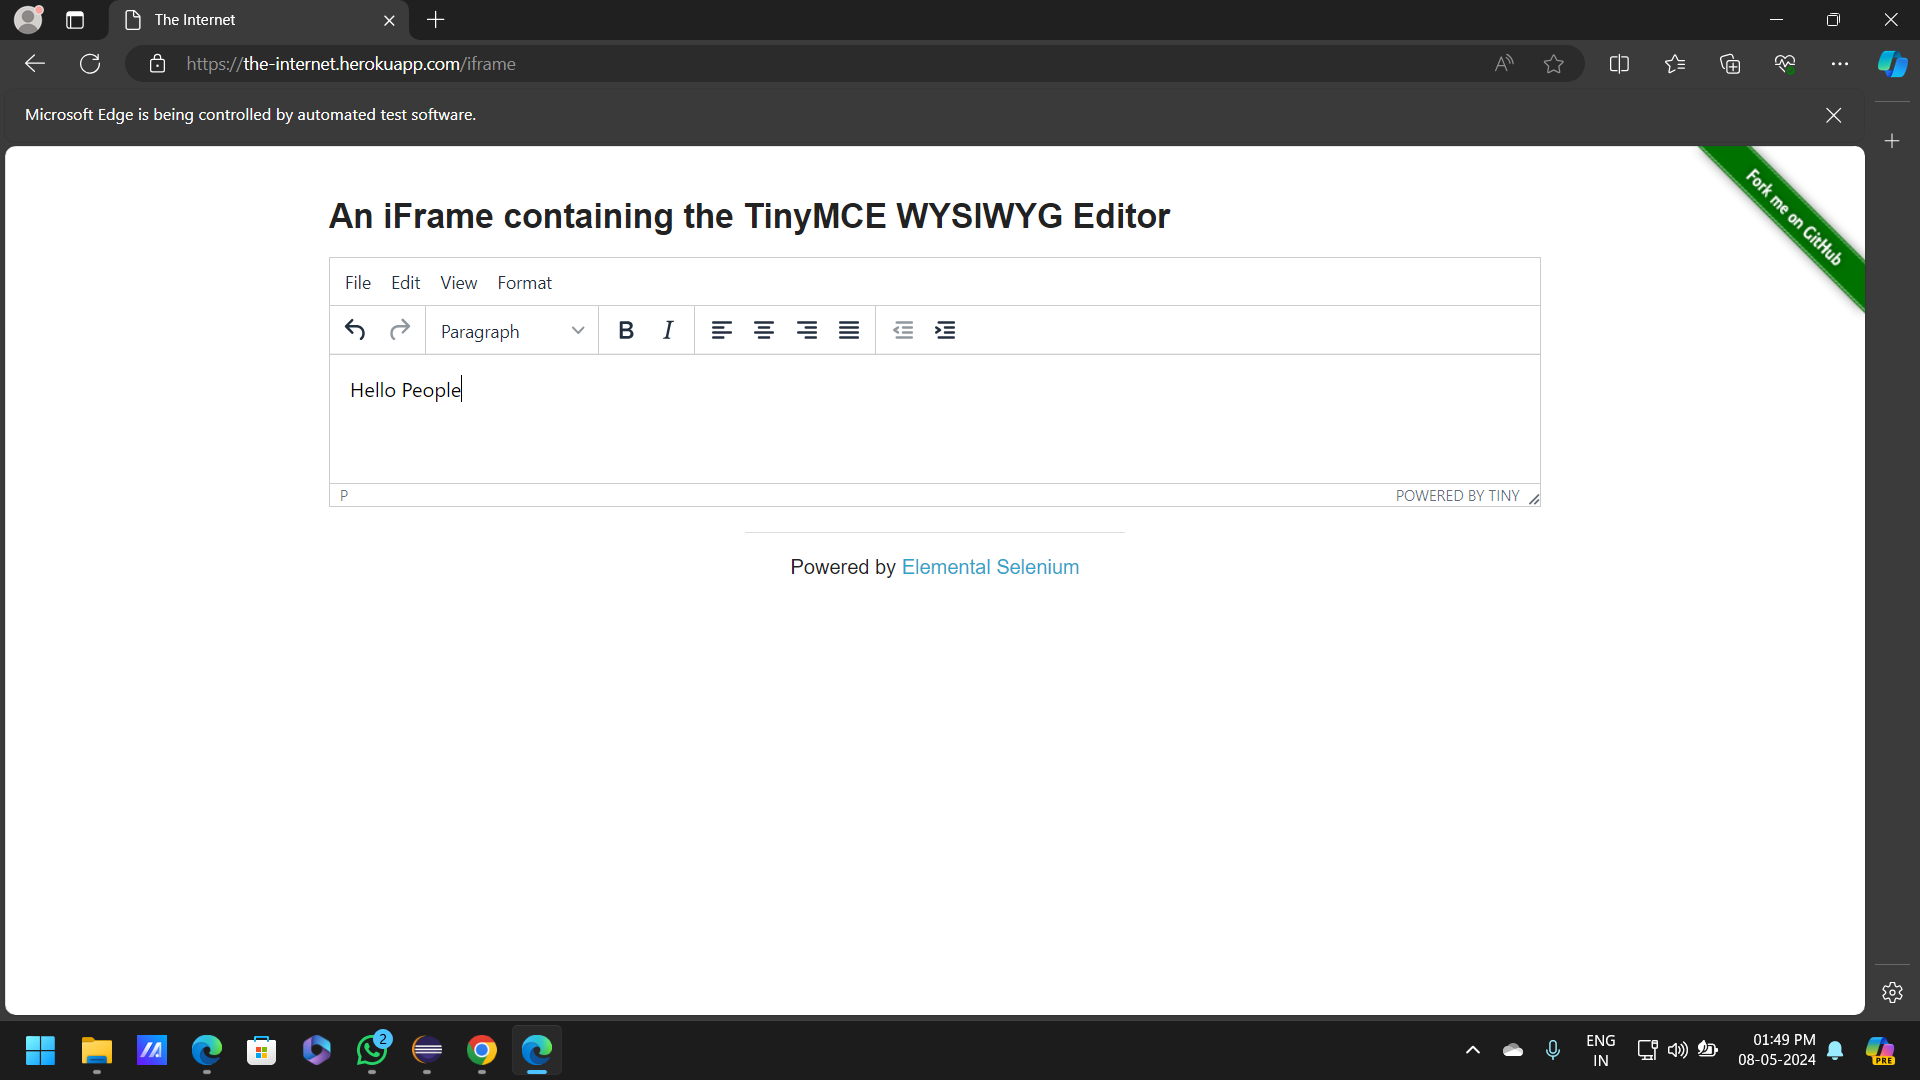 The Internet
https://the-internet.herokuapp.com/iframe
Microsoft Edge is being controlled by automated test software.
Fork me on GitHub
An iFrame containing the TinyMCE WYSIWYG Editor
File Edit View Format
Paragraph B I
Hello People
P POWERED BY TINY
Powered by Elemental Selenium
2
ENG
IN
01:49 PM
08-05-2024
PRE